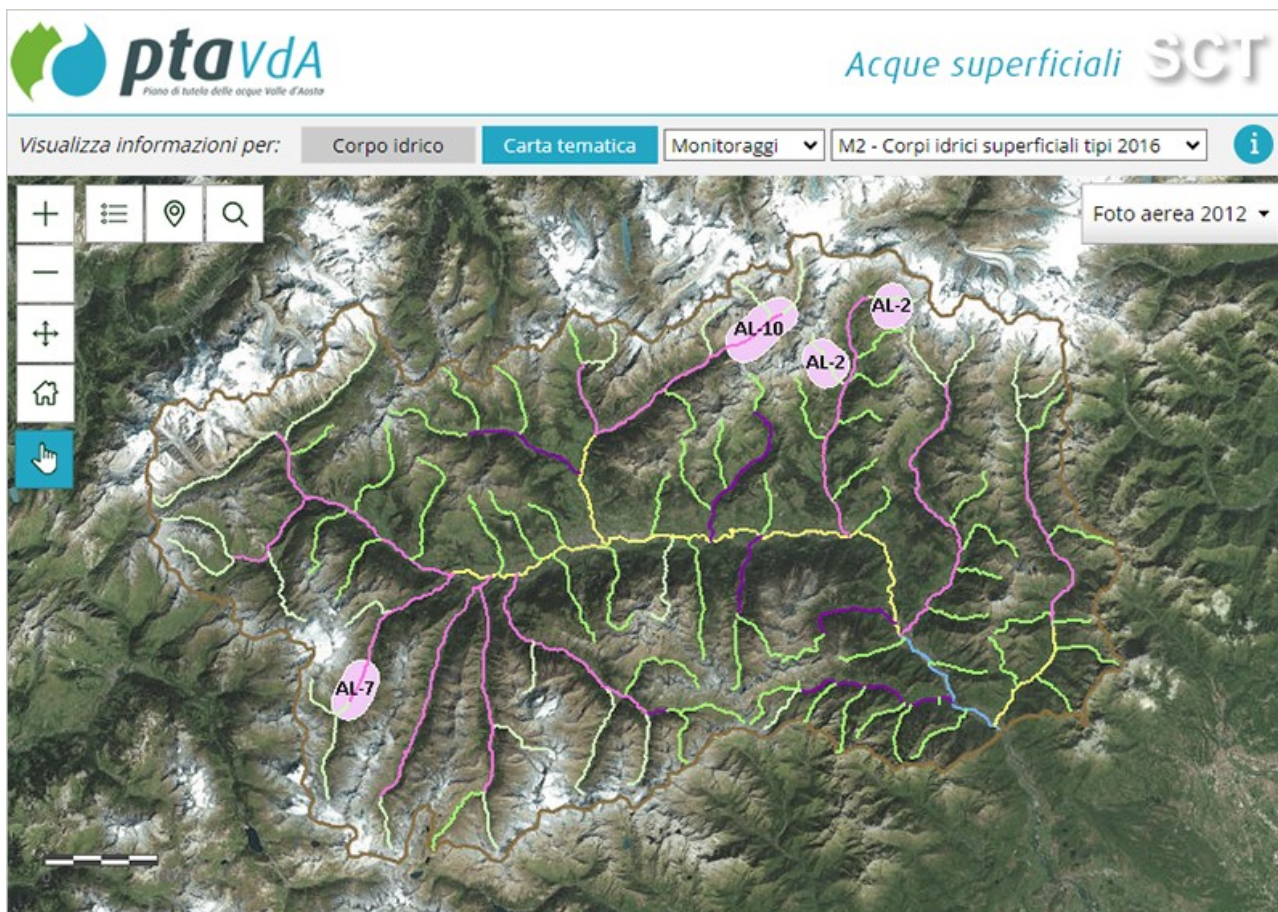 ptaVdA
Piano di tutela delle acque Valle d'Aosta
Acque superficiali SCT
Visualizza informazioni per: Corpo idrico Carta tematica Monitoraggi M2 - Corpi idrici superficiali tipi 2016 i
Foto aerea 2012
AL-2
AL-10
AL-2
AL-7